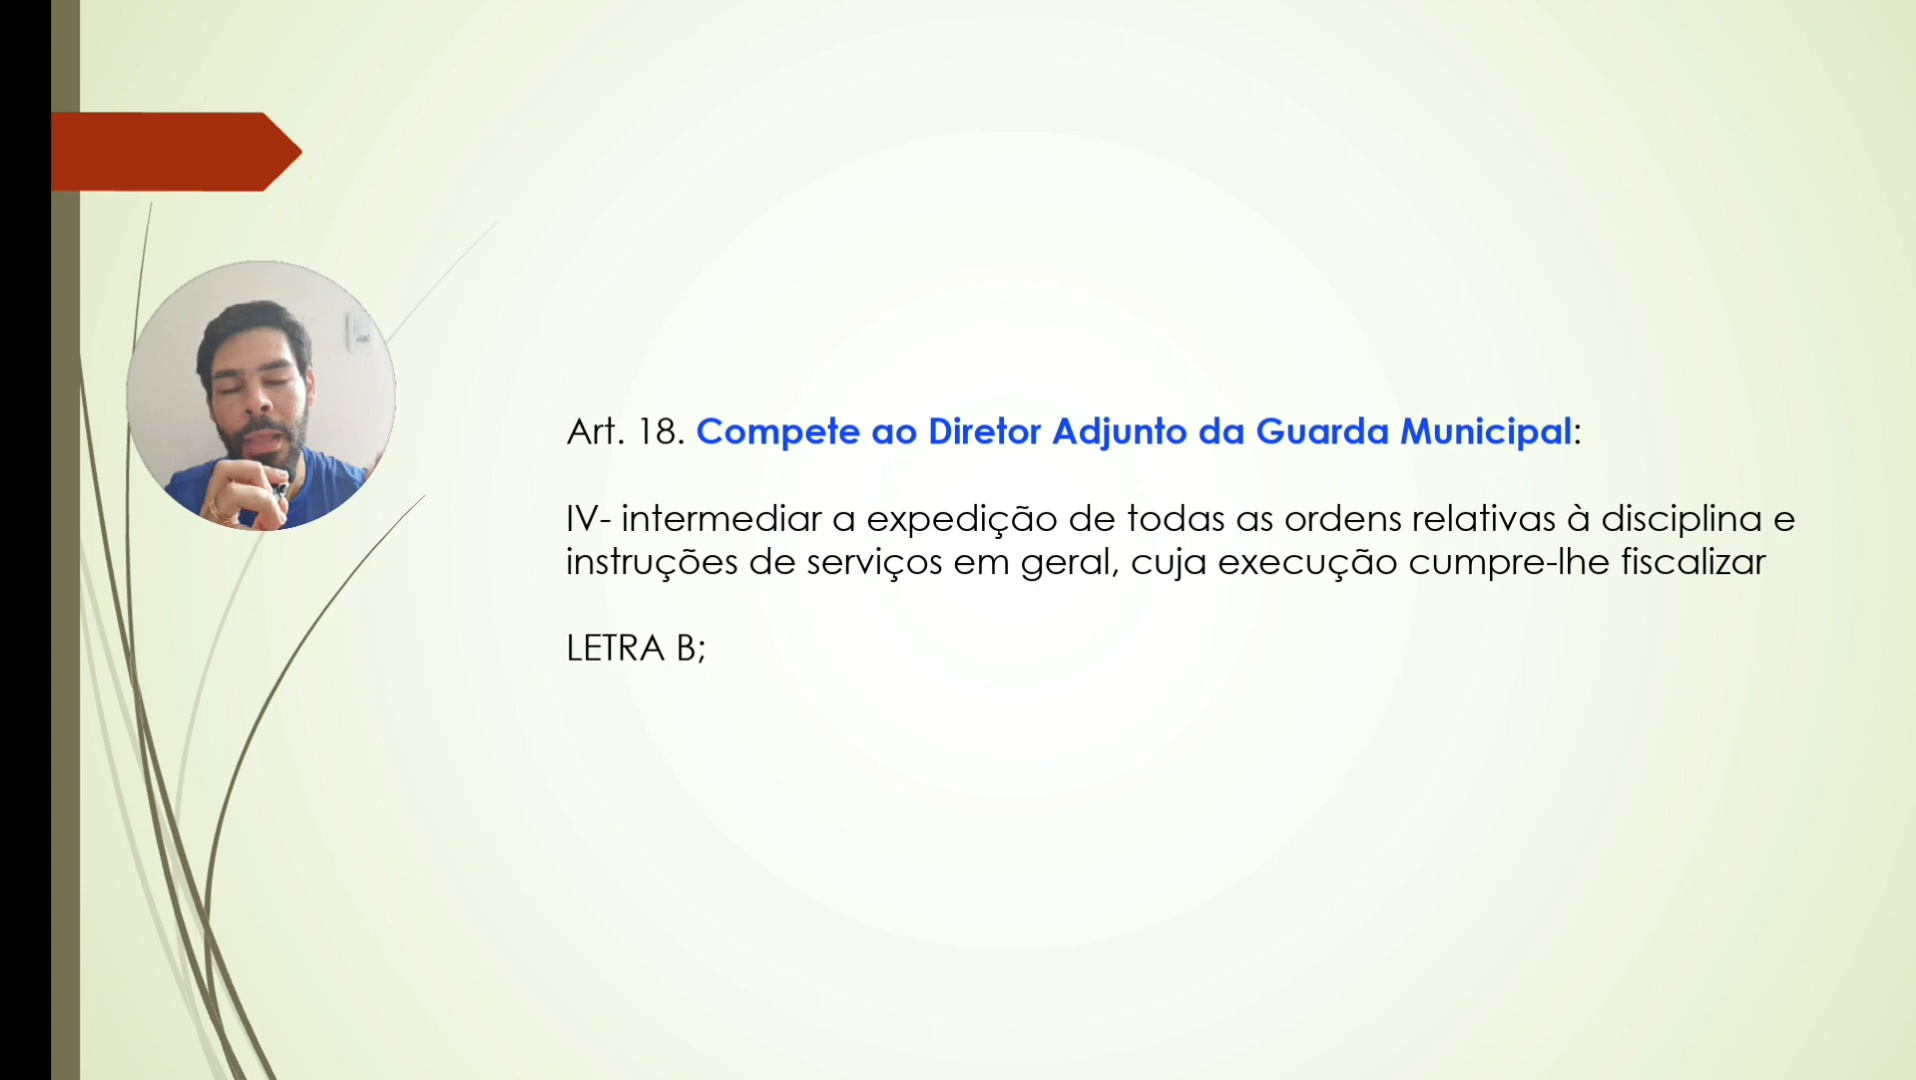 Art. 18. Compete ao Diretor Adjunto da Guarda Municipal:
IV- intermediar a expedição de todas as ordens relativas à disciplina e
instruções de serviços em geral, cuja execução cumpre-lhe fiscalizar
LETRA B;